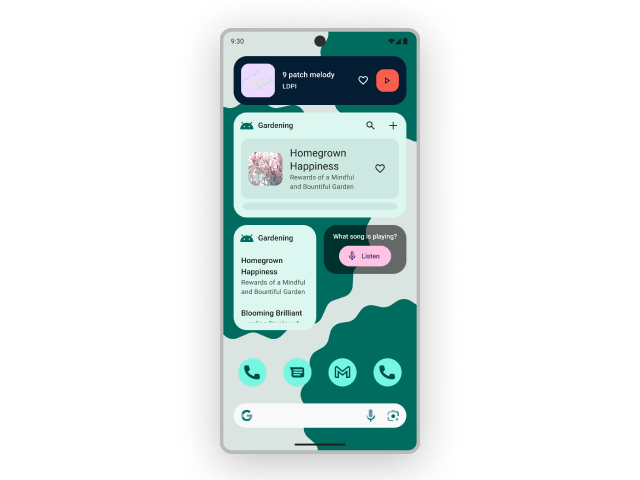 9:30
9 patch melody
LDPI
Gardening
Homegrown
Happiness
Rewards of a Mindful
and Bountiful Garden
Gardening
Homegrown
Happiness
Rewards of a Mindful
and Bountiful Garden
Blooming Brilliant
What song is playing?
Listen